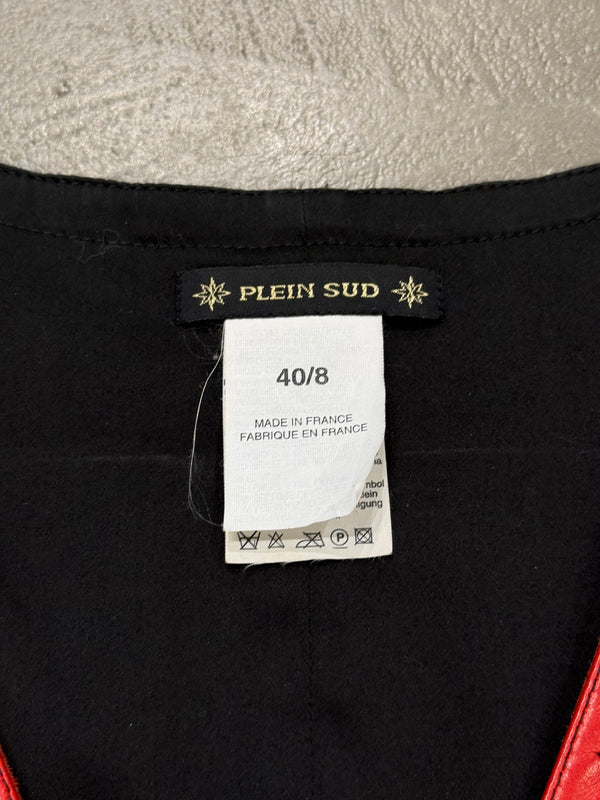 PLEIN SUD
40/8
MADE IN FRANCE
FABRIQUE EN FRANCE
P